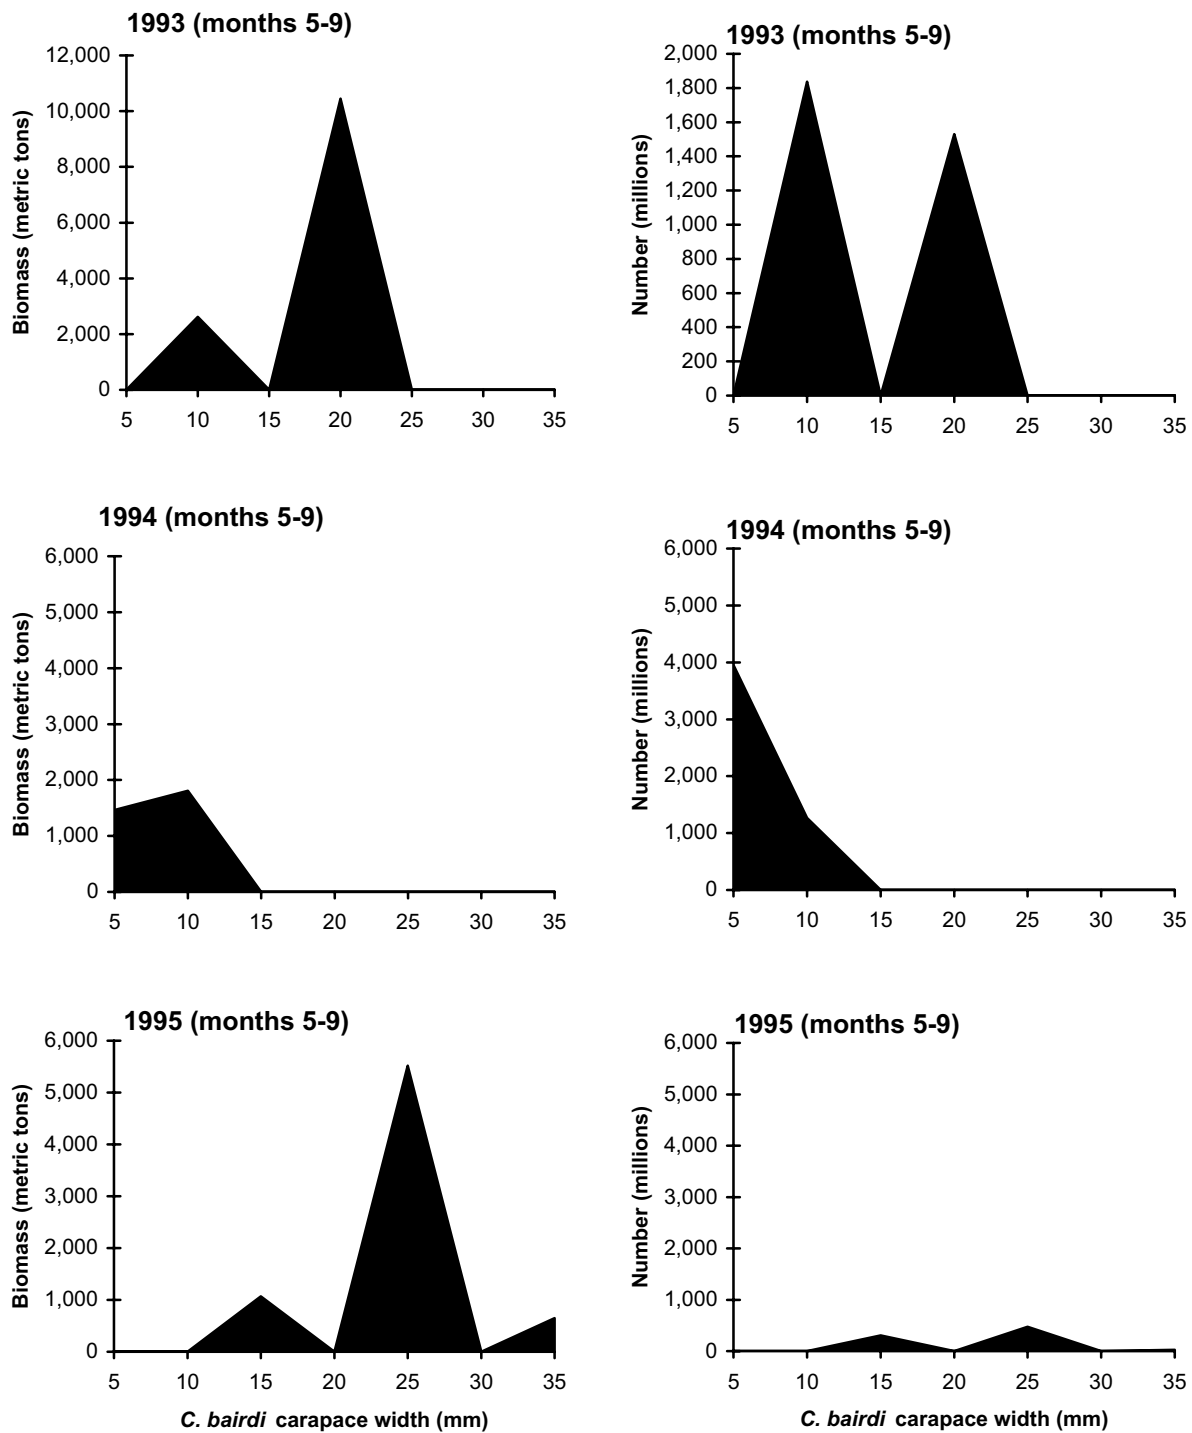 1993 (months 5-9)
Biomass (metric tons)
12,000
10,000
8,000
6,000
4,000
2,000
0
5 10 15 20 25 30 35
1993 (months 5-9)
Number (millions)
2,000
1,800
1,600
1,400
1,200
1,000
800
600
400
200
0
5 10 15 20 25 30 35
1994 (months 5-9)
Biomass (metric tons)
6,000
5,000
4,000
3,000
2,000
1,000
0
5 10 15 20 25 30 35
1994 (months 5-9)
Number (millions)
6,000
5,000
4,000
3,000
2,000
1,000
0
5 10 15 20 25 30 35
1995 (months 5-9)
Biomass (metric tons)
6,000
5,000
4,000
3,000
2,000
1,000
0
5 10 15 20 25 30 35
C. bairdi carapace width (mm)
1995 (months 5-9)
Number (millions)
6,000
5,000
4,000
3,000
2,000
1,000
0
5 10 15 20 25 30 35
C. bairdi carapace width (mm)